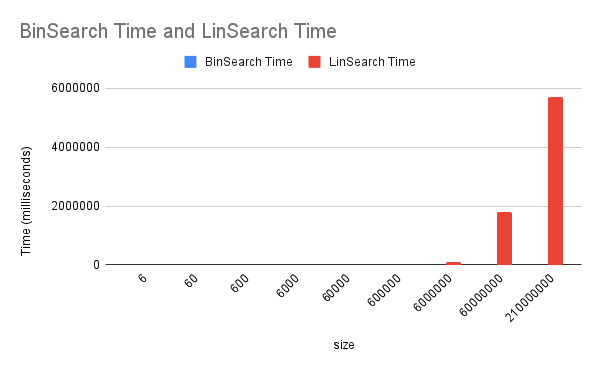 BinSearch Time and LinSearch Time
BinSearch Time
LinSearch Time
Time (milliseconds)
6000000
4000000
2000000
0
6
60
600
6000
60000
600000
6000000
60000000
210000000
size